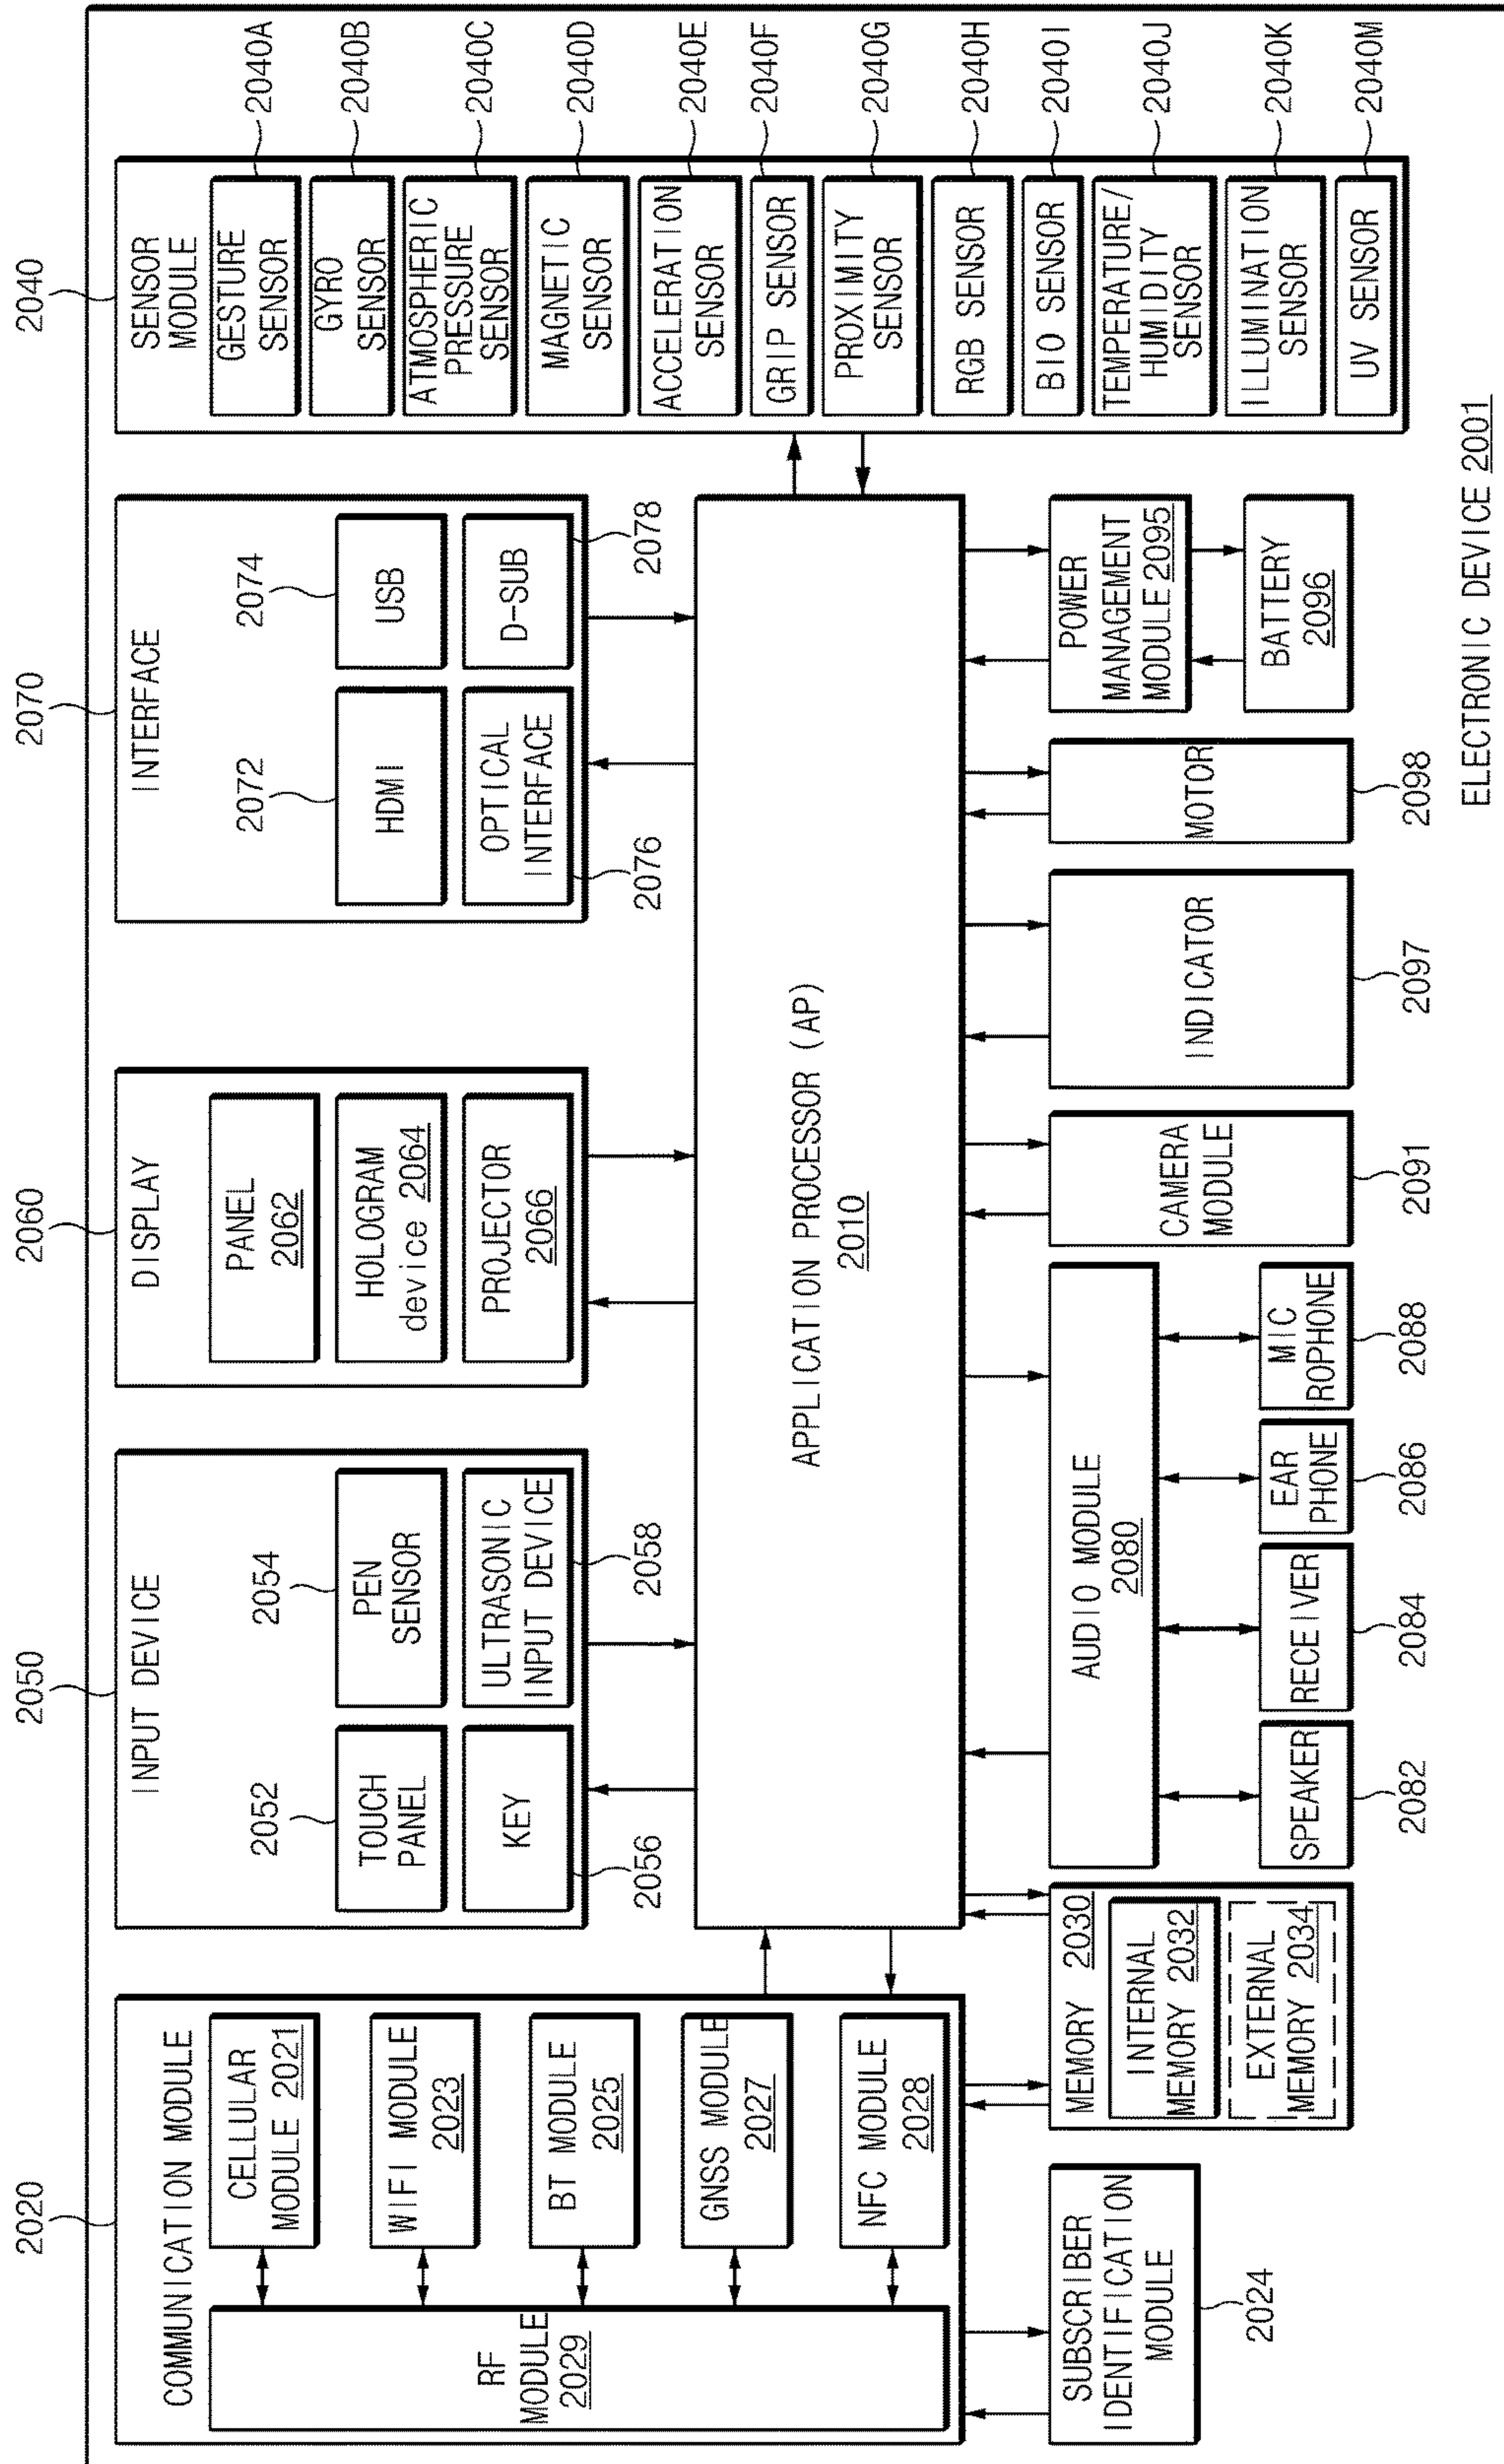 2020
COMMUNICATION MODULE
RF
MODULE
2029
CELLULAR
MODULE 2021
WIFI MODULE
2023
BT MODULE
2025
GNSS MODULE
2027
NFC MODULE
2028
2050
INPUT DEVICE
2052
TOUCH
PANEL
2054
PEN
SENSOR
KEY
2056
ULTRASONIC
INPUT DEVICE
2058
2060
DISPLAY
PANEL
2062
HOLOGRAM
device 2064
PROJECTOR
2066
2070
INTERFACE
2072
HDMI
2074
USB
OPTICAL
INTERFACE
2076
D-SUB
2078
2040
SENSOR
MODULE
GESTURE
SENSOR
2040A
GYRO
SENSOR
2040B
ATMOSPHERIC
PRESSURE
SENSOR
2040C
MAGNETIC
SENSOR
2040D
ACCELERATION
SENSOR
2040E
GRIP SENSOR
2040F
PROXIMITY
SENSOR
2040G
RGB SENSOR
2040H
BIO SENSOR
2040I
TEMPERATURE/
HUMIDITY
SENSOR
2040J
ILLUMINATION
SENSOR
2040K
UV SENSOR
2040M
APPLICATION PROCESSOR (AP)
2010
SUBSCRIBER
IDENTIFICATION
MODULE
2024
MEMORY 2030
INTERNAL
MEMORY 2032
EXTERNAL
MEMORY 2034
AUDIO MODULE
2080
SPEAKER
2082
RECEIVER
2084
EAR
PHONE
2086
MIC
ROPHONE
2088
CAMERA
MODULE
2091
INDICATOR
2097
MOTOR
2098
POWER
MANAGEMENT
MODULE 2095
BATTERY
2096
ELECTRONIC DEVICE 2001